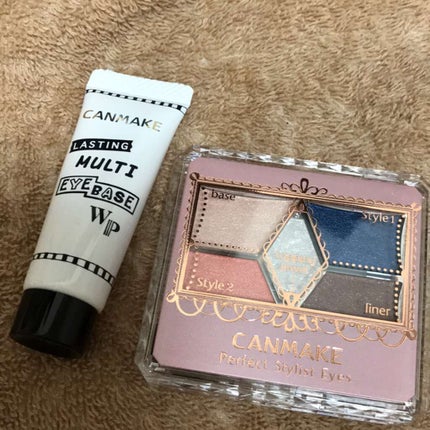 CANMAKE
LASTING
MULTI
EYE BASE
WP
base
Style 1
Style 2
liner
CANMAKE
Perfect Stylist Eyes